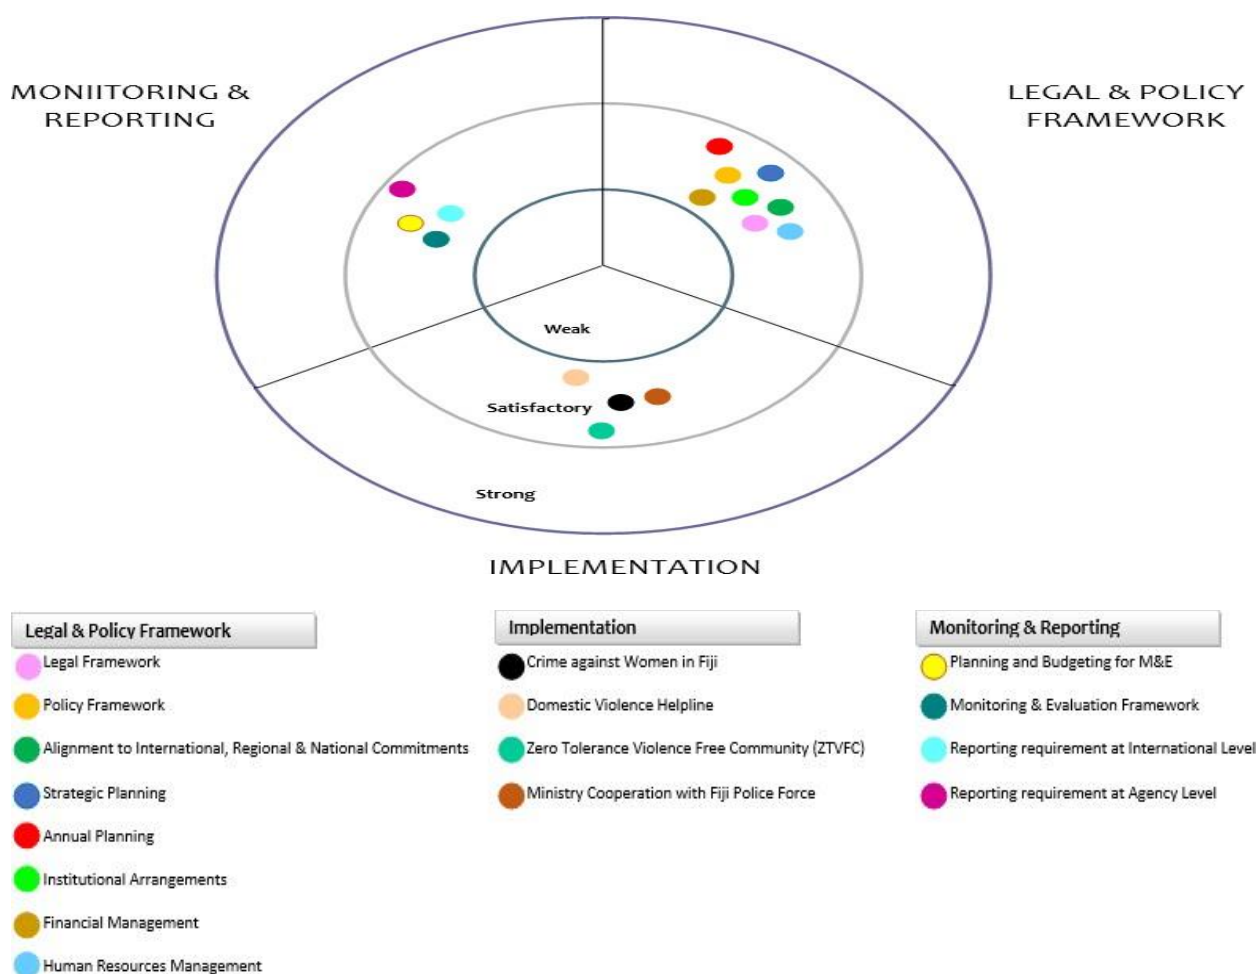 MONIITORING &
REPORTING
LEGAL & POLICY
FRAMEWORK
Weak
Satisfactory
Strong
IMPLEMENTATION
Legal & Policy Framework
Legal Framework
Policy Framework
Alignment to International, Regional & National Commitments
Strategic Planning
Annual Planning
Institutional Arrangements
Financial Management
Human Resources Management
Implementation
Crime against Women in Fiji
Domestic Violence Helpline
Zero Tolerance Violence Free Community (ZTVFC)
Ministry Cooperation with Fiji Police Force
Monitoring & Reporting
Planning and Budgeting for M&E
Monitoring & Evaluation Framework
Reporting requirement at International Level
Reporting requirement at Agency Level